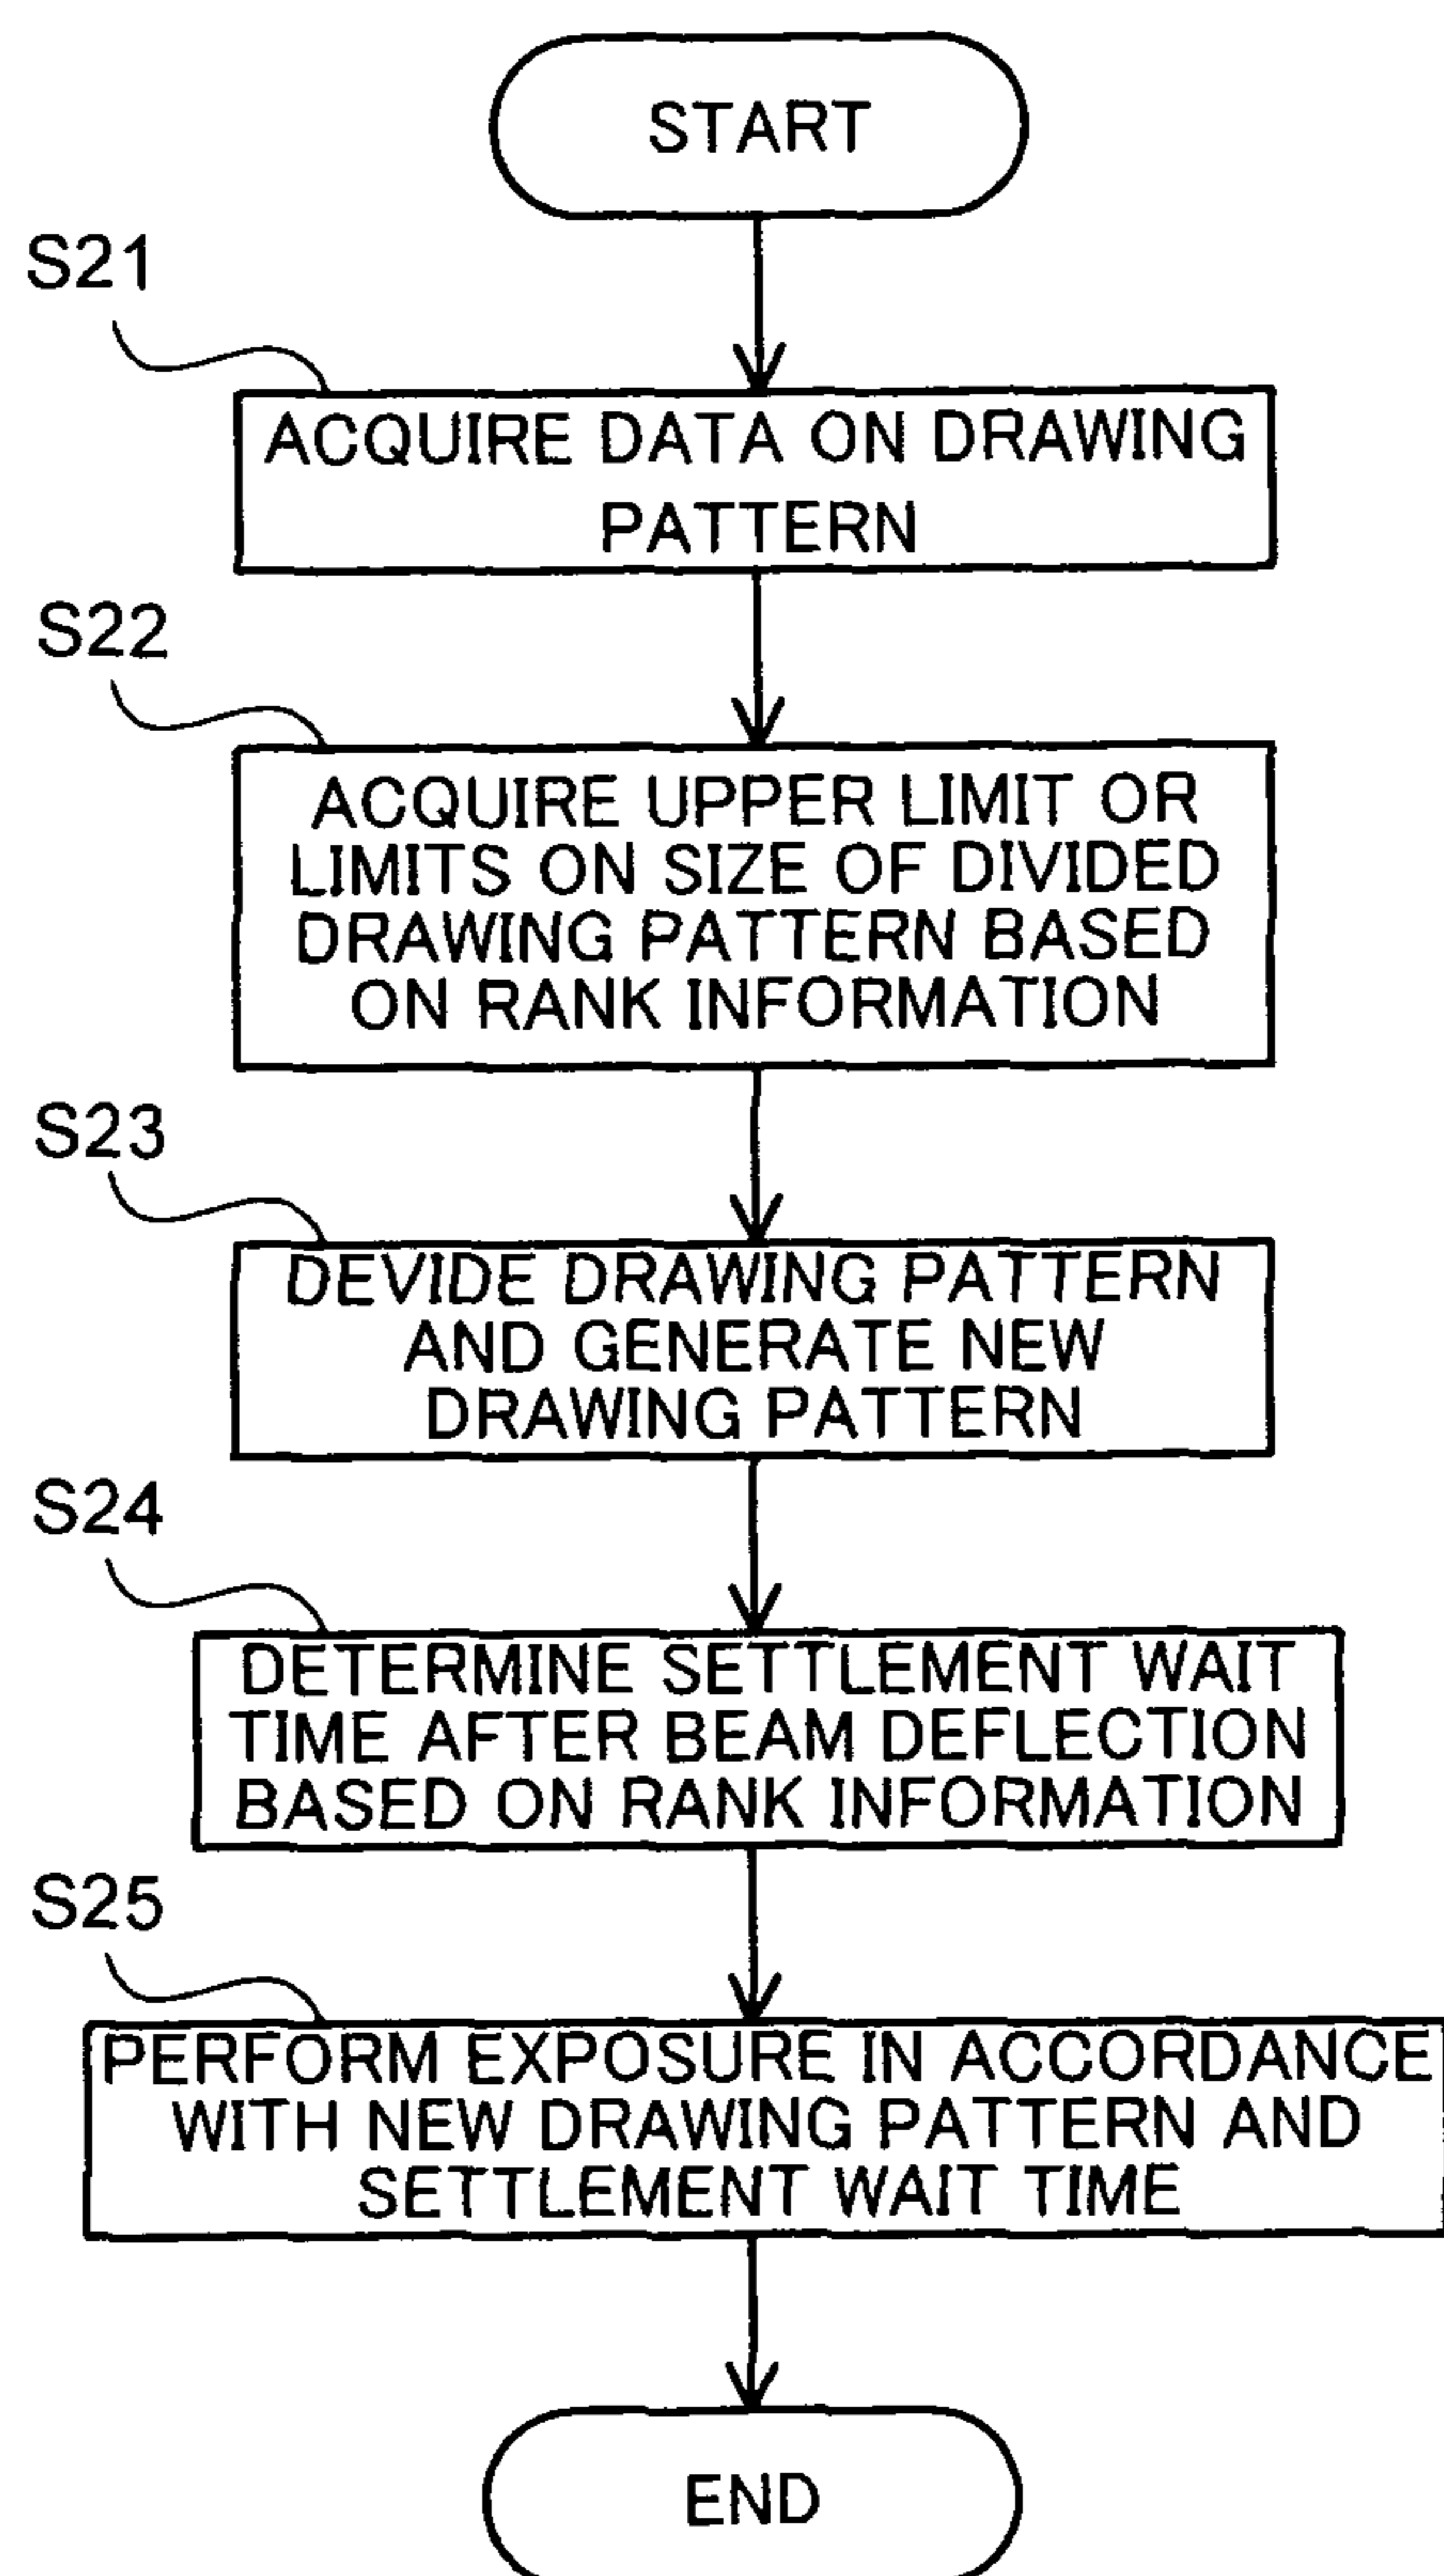 START
S21
ACQUIRE DATA ON DRAWING
PATTERN
S22
ACQUIRE UPPER LIMIT OR
LIMITS ON SIZE OF DIVIDED
DRAWING PATTERN BASED
ON RANK INFORMATION
S23
DEVIDE DRAWING PATTERN
AND GENERATE NEW
DRAWING PATTERN
S24
DETERMINE SETTLEMENT WAIT
TIME AFTER BEAM DEFLECTION
BASED ON RANK INFORMATION
S25
PERFORM EXPOSURE IN ACCORDANCE
WITH NEW DRAWING PATTERN AND
SETTLEMENT WAIT TIME
END